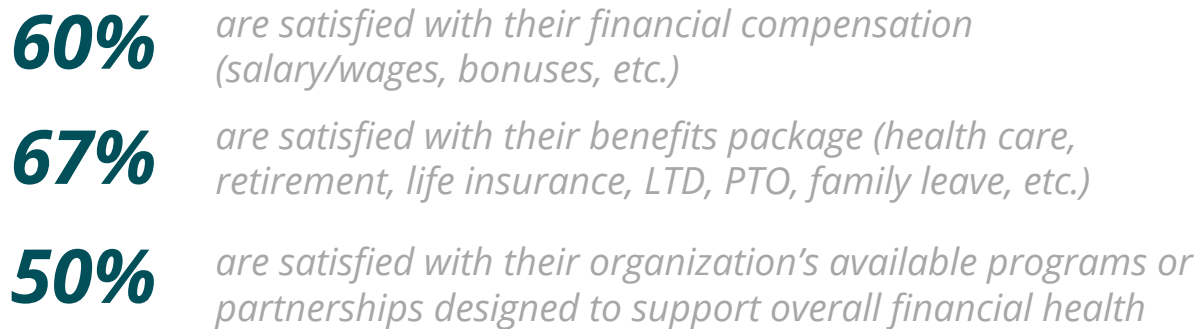 60%
are satisfied with their financial compensation
(salary/wages, bonuses, etc.)
67%
are satisfied with their benefits package (health care,
retirement, life insurance, LTD, PTO, family leave, etc.)
50%
are satisfied with their organization’s available programs or
partnerships designed to support overall financial health